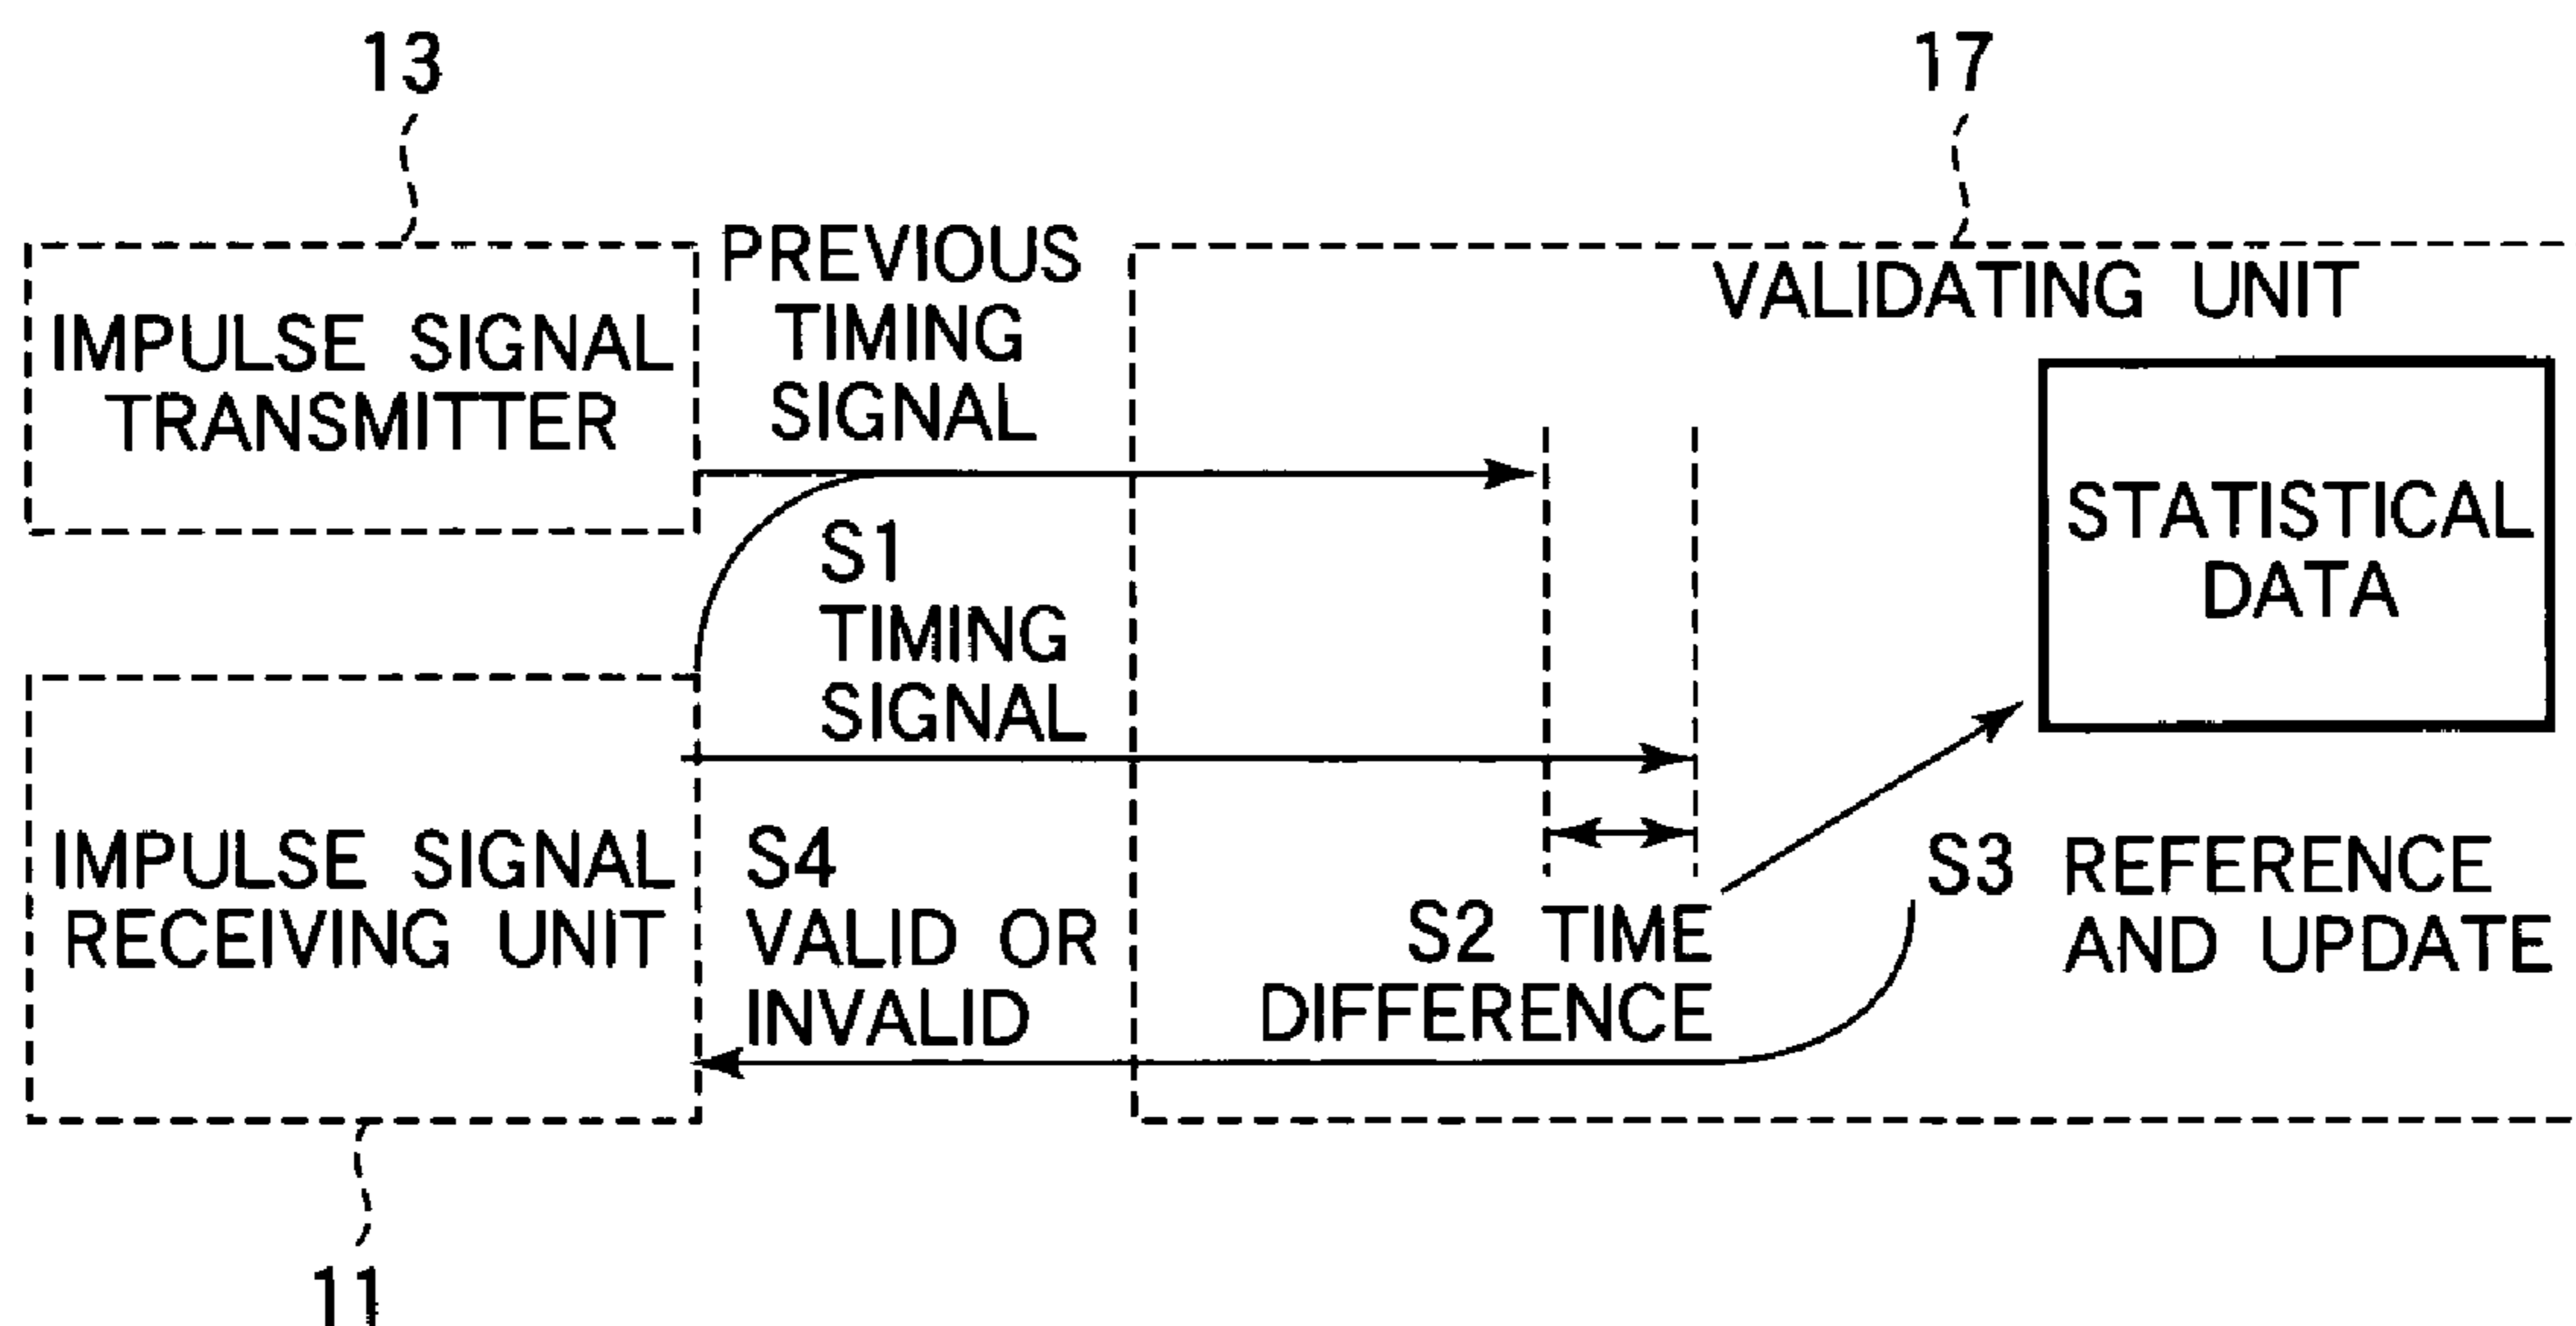 13
17
IMPULSE SIGNAL
TRANSMITTER
PREVIOUS
TIMING
SIGNAL
VALIDATING UNIT
STATISTICAL
DATA
S1
TIMING
SIGNAL
IMPULSE SIGNAL
RECEIVING UNIT
S4
VALID OR
INVALID
S2 TIME
DIFFERENCE
S3 REFERENCE
AND UPDATE
11